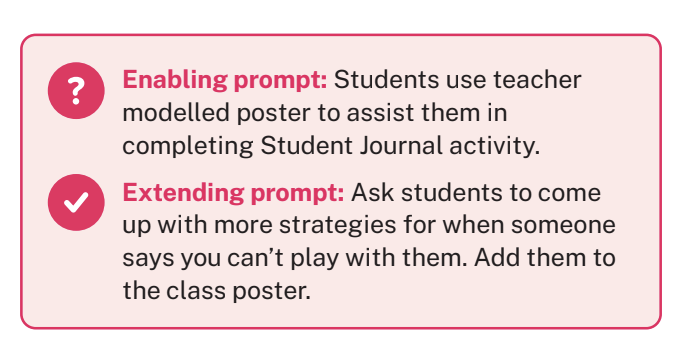 Enabling prompt: Students use teacher
modelled poster to assist them in
completing Student Journal activity.
Extending prompt: Ask students to come
up with more strategies for when someone
says you can’t play with them. Add them to
the class poster.